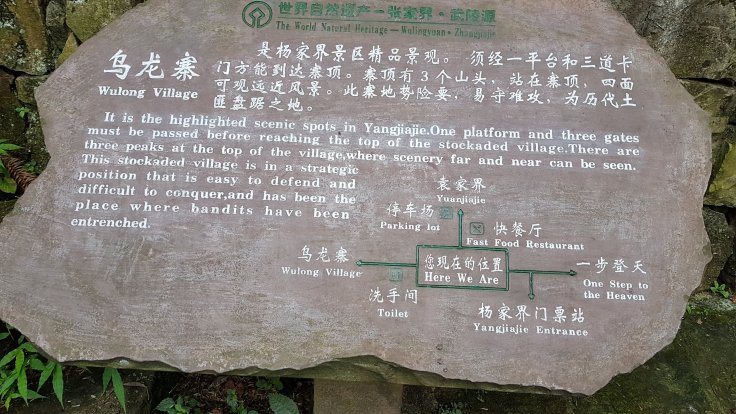 世界自然遗产·张家界·武陵源
The World Natural Heritage — Wulingyuan · Zhangjiajie
乌龙寨
Wulong Village
是杨家界景区精品景观。 须经一平台和三道卡
门方能到达寨顶。寨顶有3个山头，站在寨顶，四面
可观远近风景。此寨地势险要，易守难攻，为历代土
匪盘踞之地。
It is the highlighted scenic spots in Yangjiajie.One platform and three gates
must be passed before reaching the top of the stockaded village.There are
three peaks at the top of the village,where scenery far and near can be seen.
This stockaded village is in a strategic
position that is easy to defend and
difficult to conquer,and has been the
place where bandits have been
entrenched.
袁家界
Yuanjiajie
停车场
Parking lot
快餐厅
Fast Food Restaurant
乌龙寨
Wulong Village
您现在的位置
Here We Are
一步登天
One Step to
the Heaven
洗手间
Toilet
杨家界门票站
Yangjiajie Entrance